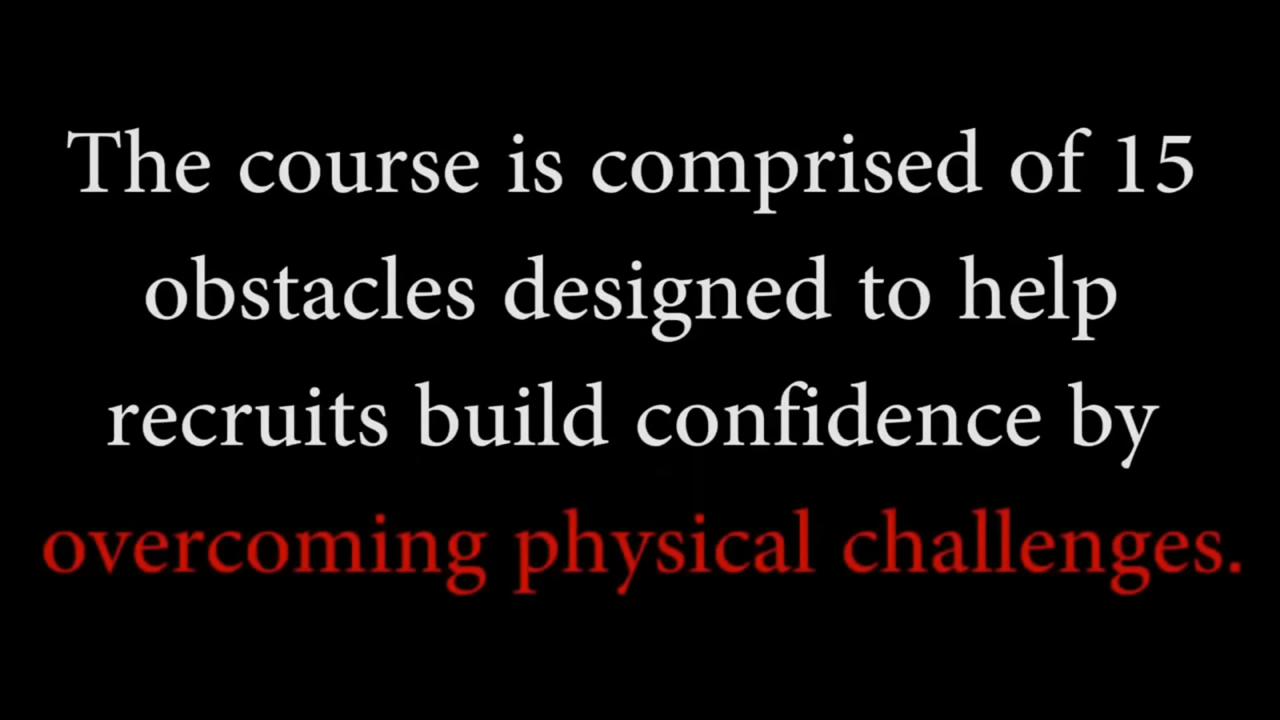 The course is comprised of 15
obstacles designed to help
recruits build confidence by
overcoming physical challenges.